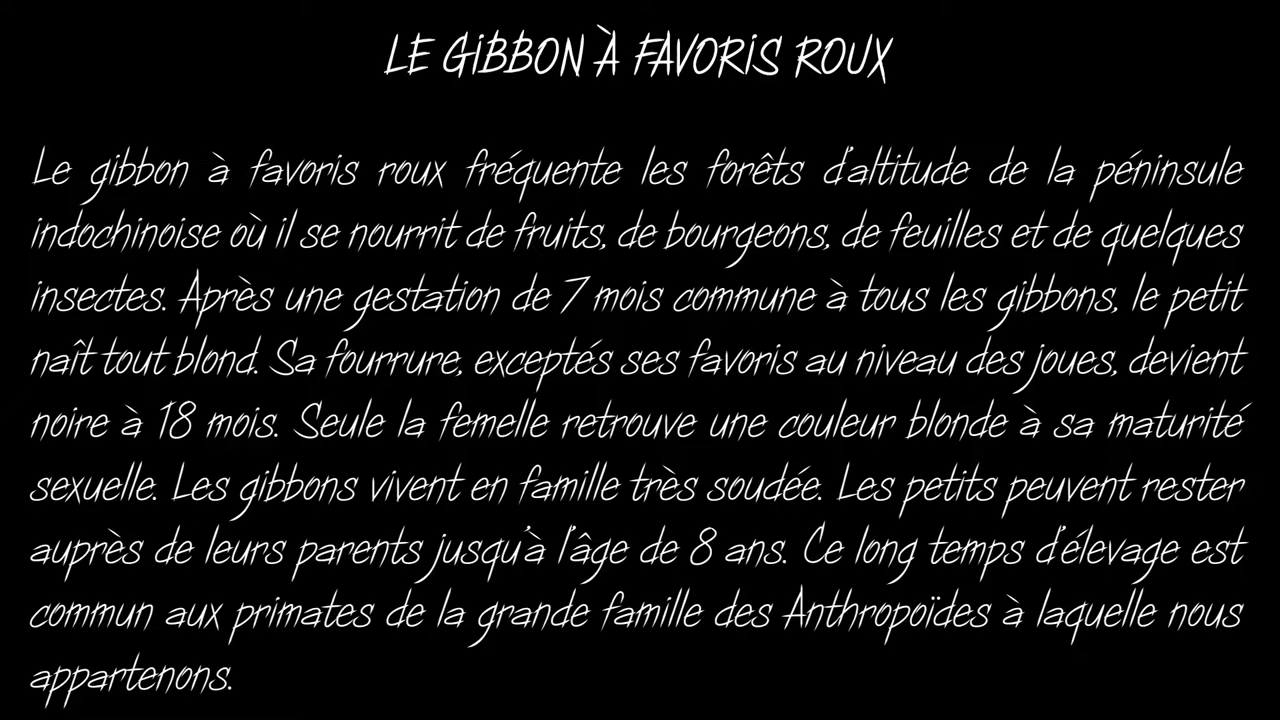 LE GIBBON À FAVORIS ROUX
Le gibbon à favoris roux fréquente les forêts d'altitude de la péninsule
indochinoise où il se nourrit de fruits, de bourgeons, de feuilles et de quelques
insectes. Après une gestation de 7 mois commune à tous les gibbons, le petit
naît tout blond. Sa fourrure, exceptés ses favoris au niveau des joues, devient
noire à 18 mois. Seule la femelle retrouve une couleur blonde à sa maturité
sexuelle. Les gibbons vivent en famille très soudée. Les petits peuvent rester
auprès de leurs parents jusqu'à l'âge de 8 ans. Ce long temps d'élevage est
commun aux primates de la grande famille des Anthropoïdes à laquelle nous
appartenons.